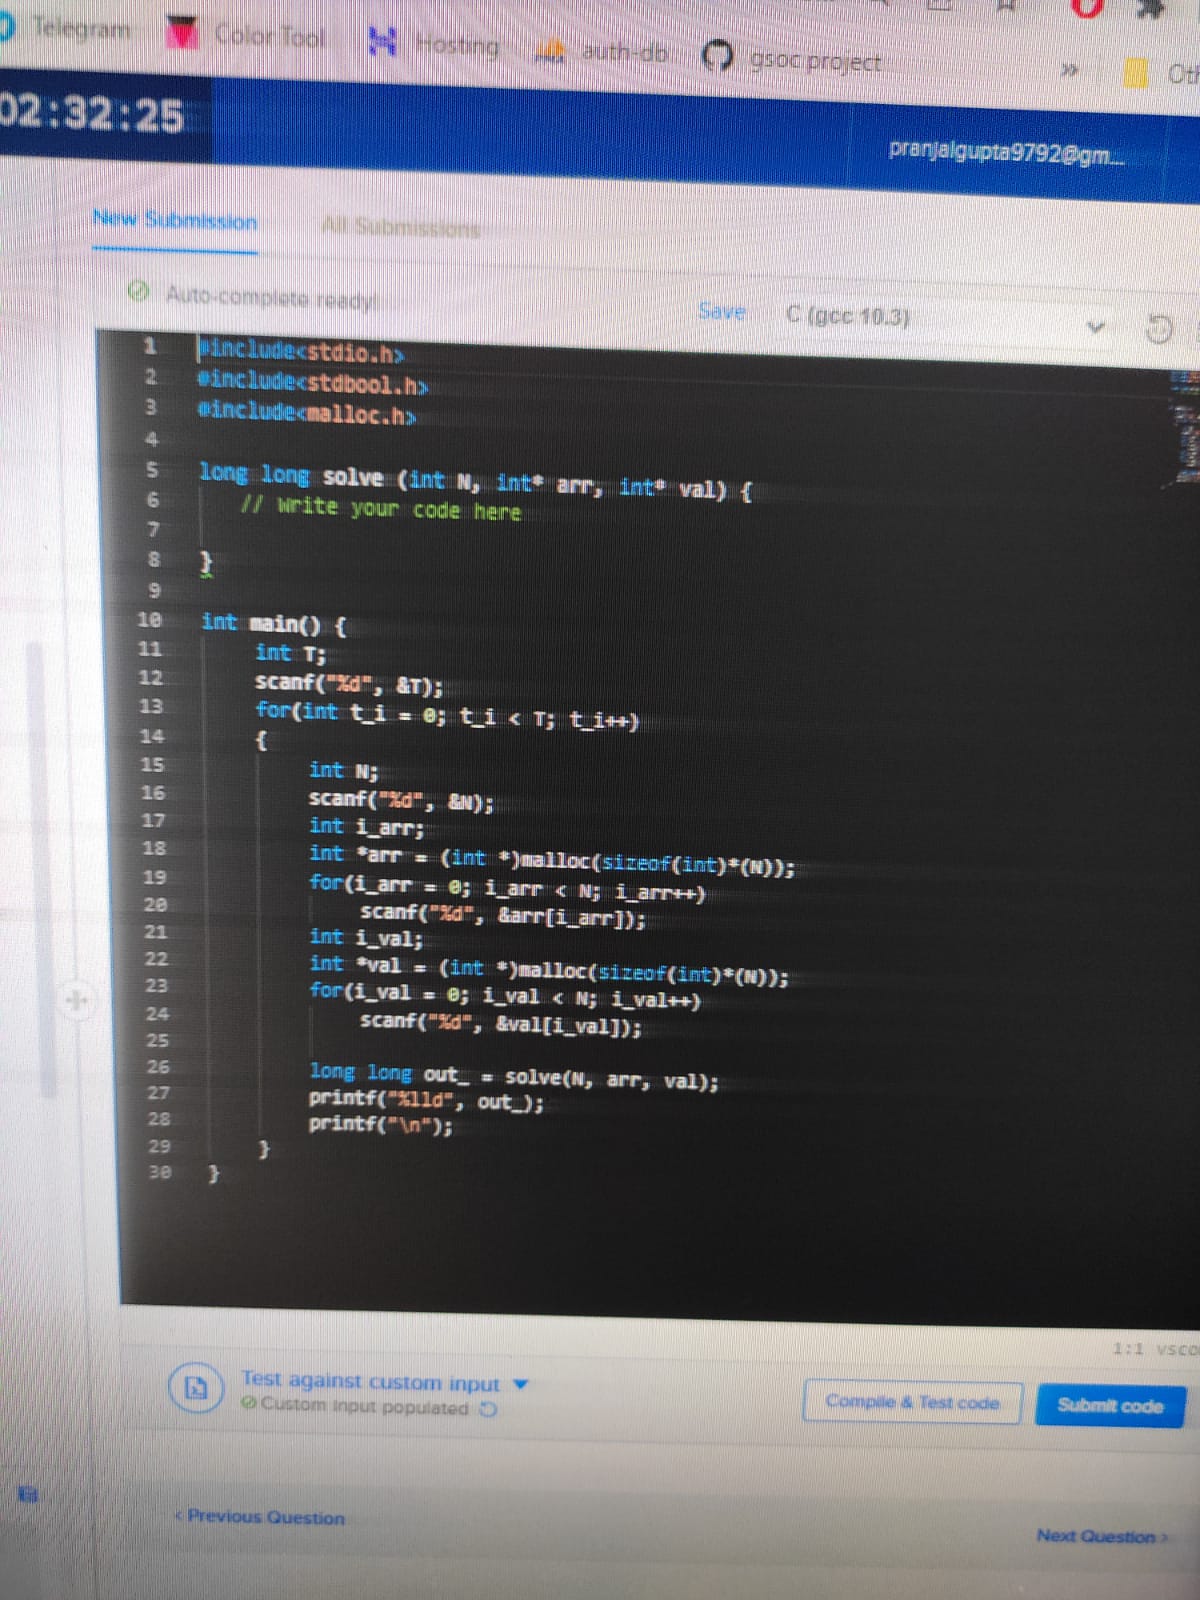 Telegram Color Tool Hosting auth-db gsoc project » Oth
02:32:25
pranjalgupta9792@gm...
New Submission All Submissions
Auto-complete ready! Save C (gcc 10.3)
1 #include<stdio.h>
2 #include<stdbool.h>
3 #include<malloc.h>
4
5 long long solve (int N, int* arr, int* val) {
6 // Write your code here
7
8 }
9
10 int main() {
11 int T;
12 scanf("%d", &T);
13 for(int t_i = 0; t_i < T; t_i++)
14 {
15 int N;
16 scanf("%d", &N);
17 int i_arr;
18 int *arr = (int *)malloc(sizeof(int)*(N));
19 for(i_arr = 0; i_arr < N; i_arr++)
20 scanf("%d", &arr[i_arr]);
21 int i_val;
22 int *val = (int *)malloc(sizeof(int)*(N));
23 for(i_val = 0; i_val < N; i_val++)
24 scanf("%d", &val[i_val]);
25
26 long long out_ = solve(N, arr, val);
27 printf("%lld", out_);
28 printf("\n");
29 }
30 }
1:1 vsco
Test against custom input
Custom input populated
Compile & Test code Submit code
< Previous Question
Next Question >